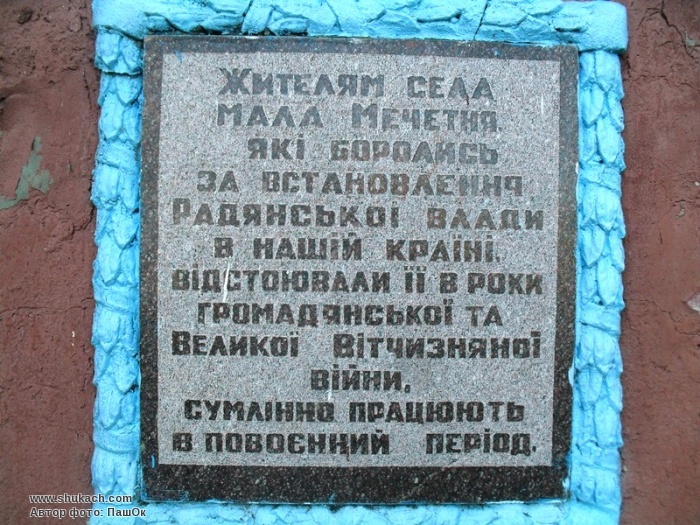 Жителям села
Мала Мечетня,
які боролись
за встановлення
Радянської влади
в нашій країні,
відстоювали її в роки
громадянської та
Великої Вітчизняної
війни,
сумлінно працюють
в повоєнний період.
www.shukach.com
Автор фото: ПашОк